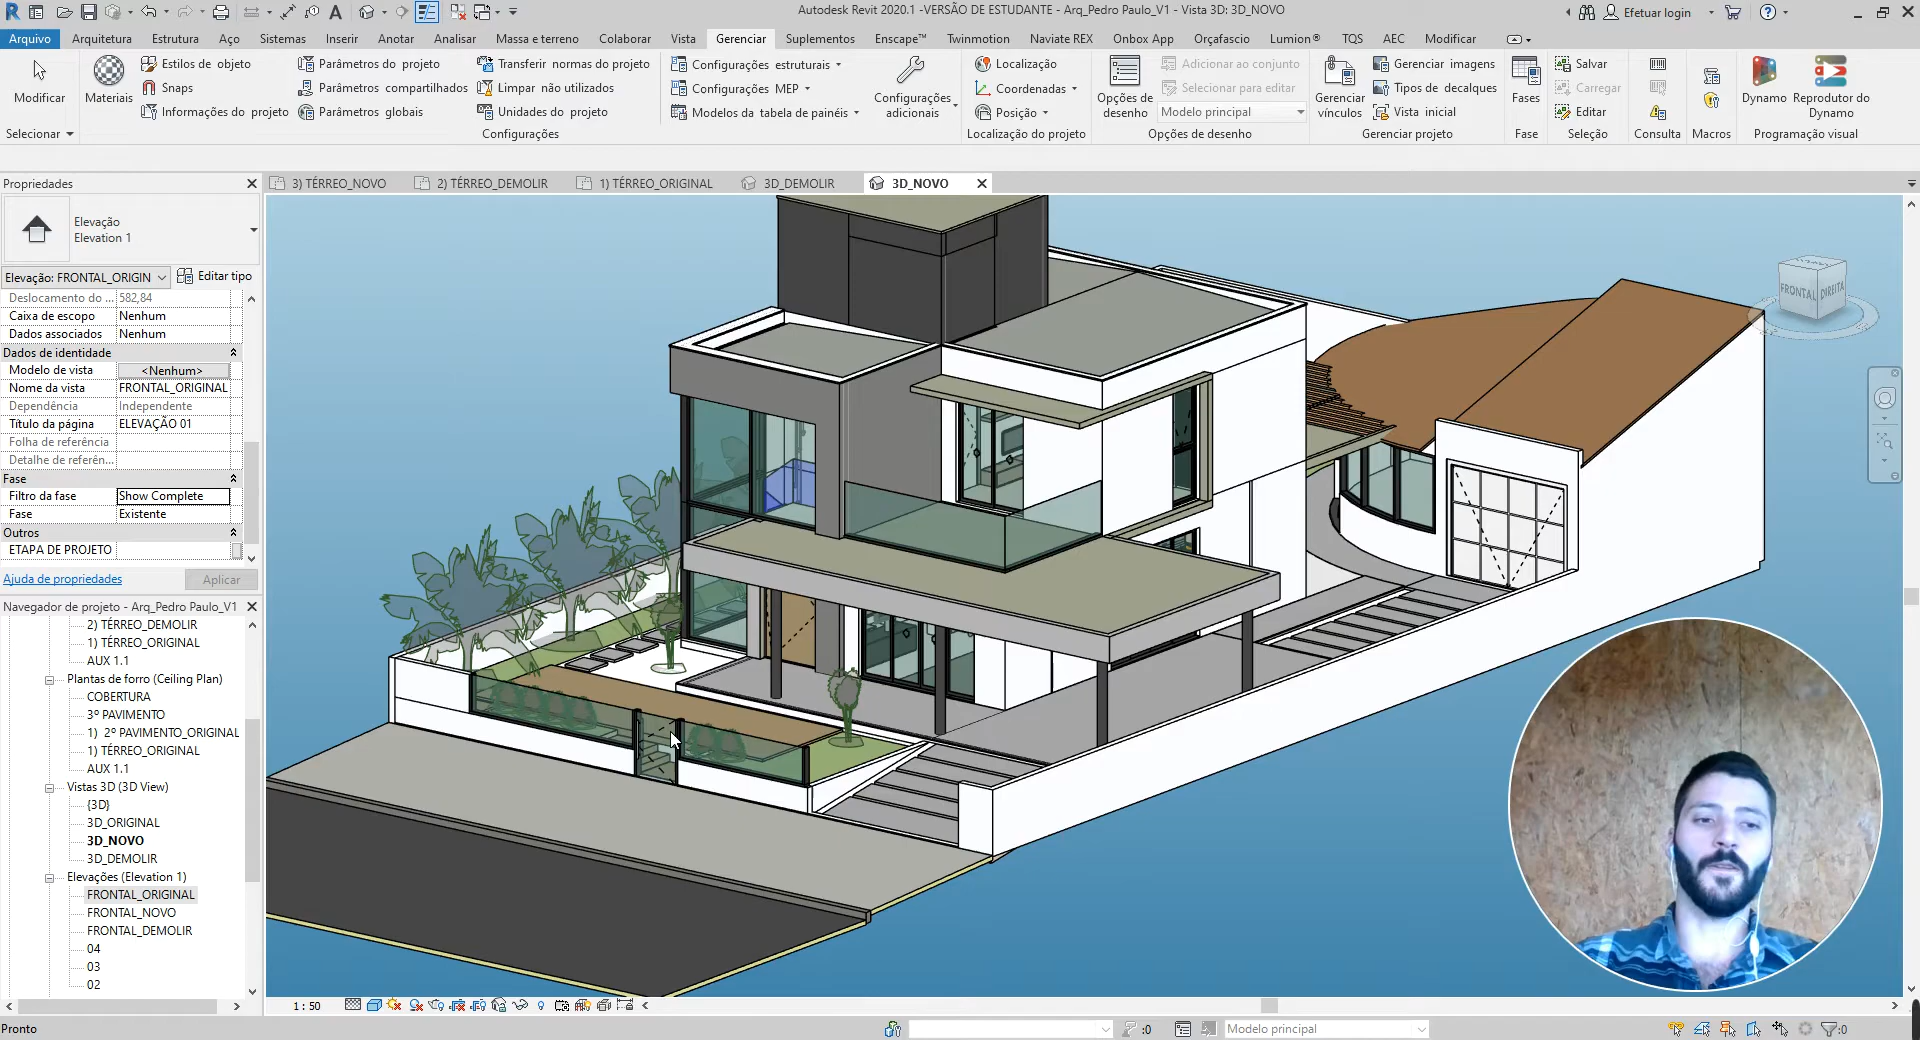 Autodesk Revit 2020.1 -VERSÃO DE ESTUDANTE - Arq_Pedro Paulo_V1 - Vista 3D: 3D_NOVO
Efetuar login
Arquivo Arquitetura Estrutura Aço Sistemas Inserir Anotar Analisar Massa e terreno Colaborar Vista Gerenciar Suplementos Enscape™ Twinmotion Naviate REX Onbox App Orçafascio Lumion® TQS AEC Modificar
Modificar
Selecionar
Materiais
Estilos de objeto
Snaps
Informações do projeto
Parâmetros do projeto
Parâmetros compartilhados
Parâmetros globais
Transferir normas do projeto
Limpar não utilizados
Unidades do projeto
Configurações
Configurações estruturais
Configurações MEP
Modelos da tabela de painéis
Configurações adicionais
Localização
Coordenadas
Posição
Localização do projeto
Opções de desenho
Adicionar ao conjunto
Selecionar para editar
Modelo principal
Opções de desenho
Gerenciar vínculos
Gerenciar imagens
Tipos de decalques
Vista inicial
Gerenciar projeto
Fases
Fase
Salvar
Carregar
Editar
Seleção
Consulta
Macros
Dynamo
Reprodutor do Dynamo
Programação visual
Propriedades
3) TÉRREO_NOVO
2) TÉRREO_DEMOLIR
1) TÉRREO_ORIGINAL
3D_DEMOLIR
3D_NOVO
Elevação
Elevation 1
Elevação: FRONTAL_ORIGIN
Editar tipo
Deslocamento do ... 582,84
Caixa de escopo Nenhum
Dados associados Nenhum
Dados de identidade
Modelo de vista <Nenhum>
Nome da vista FRONTAL_ORIGINAL
Dependência Independente
Título da página ELEVAÇÃO 01
Folha de referência
Detalhe de referên...
Fase
Filtro da fase Show Complete
Fase Existente
Outros
ETAPA DE PROJETO
Ajuda de propriedades
Aplicar
Navegador de projeto - Arq_Pedro Paulo_V1
2) TÉRREO_DEMOLIR
1) TÉRREO_ORIGINAL
AUX 1.1
Plantas de forro (Ceiling Plan)
COBERTURA
3º PAVIMENTO
1) 2º PAVIMENTO_ORIGINAL
1) TÉRREO_ORIGINAL
AUX 1.1
Vistas 3D (3D View)
{3D}
3D_ORIGINAL
3D_NOVO
3D_DEMOLIR
Elevações (Elevation 1)
FRONTAL_ORIGINAL
FRONTAL_NOVO
FRONTAL_DEMOLIR
04
03
02
FRONTAL
DIREITA
1 : 50
Pronto
:0
Modelo principal
:0